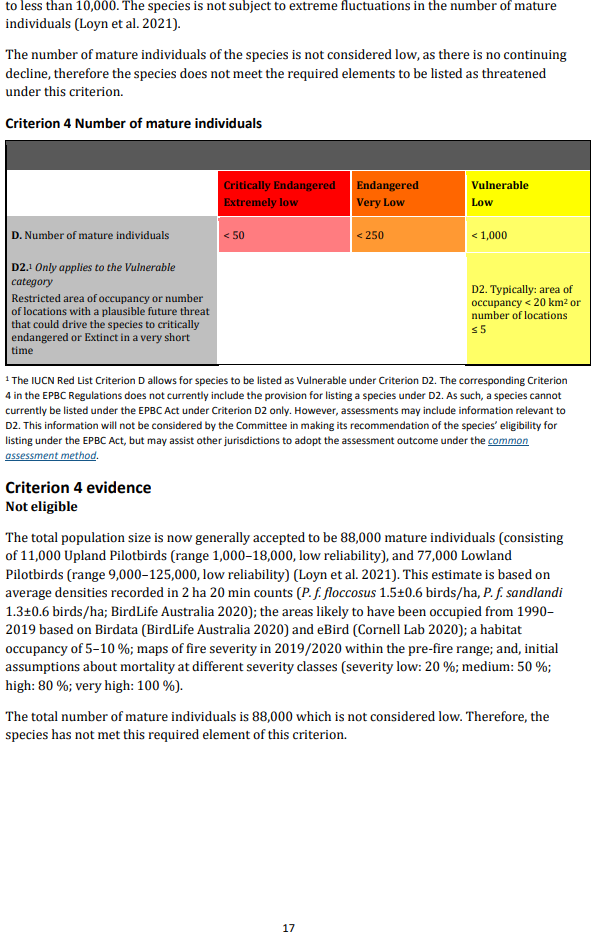 to less than 10,000. The species is not subject to extreme fluctuations in the number of mature
individuals (Loyn et al. 2021).
The number of mature individuals of the species is not considered low, as there is no continuing
decline, therefore the species does not meet the required elements to be listed as threatened
under this criterion.
Criterion 4 Number of mature individuals
Critically Endangered
Extremely low
Endangered
Very Low
Vulnerable
Low
D. Number of mature individuals
< 50
< 250
< 1,000
D2.¹ Only applies to the Vulnerable
category
Restricted area of occupancy or number
of locations with a plausible future threat
that could drive the species to critically
endangered or Extinct in a very short
time
D2. Typically: area of
occupancy < 20 km² or
number of locations
≤ 5
¹ The IUCN Red List Criterion D allows for species to be listed as Vulnerable under Criterion D2. The corresponding Criterion
4 in the EPBC Regulations does not currently include the provision for listing a species under D2. As such, a species cannot
currently be listed under the EPBC Act under Criterion D2 only. However, assessments may include information relevant to
D2. This information will not be considered by the Committee in making its recommendation of the species' eligibility for
listing under the EPBC Act, but may assist other jurisdictions to adopt the assessment outcome under the common
assessment method.
Criterion 4 evidence
Not eligible
The total population size is now generally accepted to be 88,000 mature individuals (consisting
of 11,000 Upland Pilotbirds (range 1,000–18,000, low reliability), and 77,000 Lowland
Pilotbirds (range 9,000–125,000, low reliability) (Loyn et al. 2021). This estimate is based on
average densities recorded in 2 ha 20 min counts (P. f. floccosus 1.5±0.6 birds/ha, P. f. sandlandi
1.3±0.6 birds/ha; BirdLife Australia 2020); the areas likely to have been occupied from 1990–
2019 based on Birdata (BirdLife Australia 2020) and eBird (Cornell Lab 2020); a habitat
occupancy of 5–10 %; maps of fire severity in 2019/2020 within the pre-fire range; and, initial
assumptions about mortality at different severity classes (severity low: 20 %; medium: 50 %;
high: 80 %; very high: 100 %).
The total number of mature individuals is 88,000 which is not considered low. Therefore, the
species has not met this required element of this criterion.
17